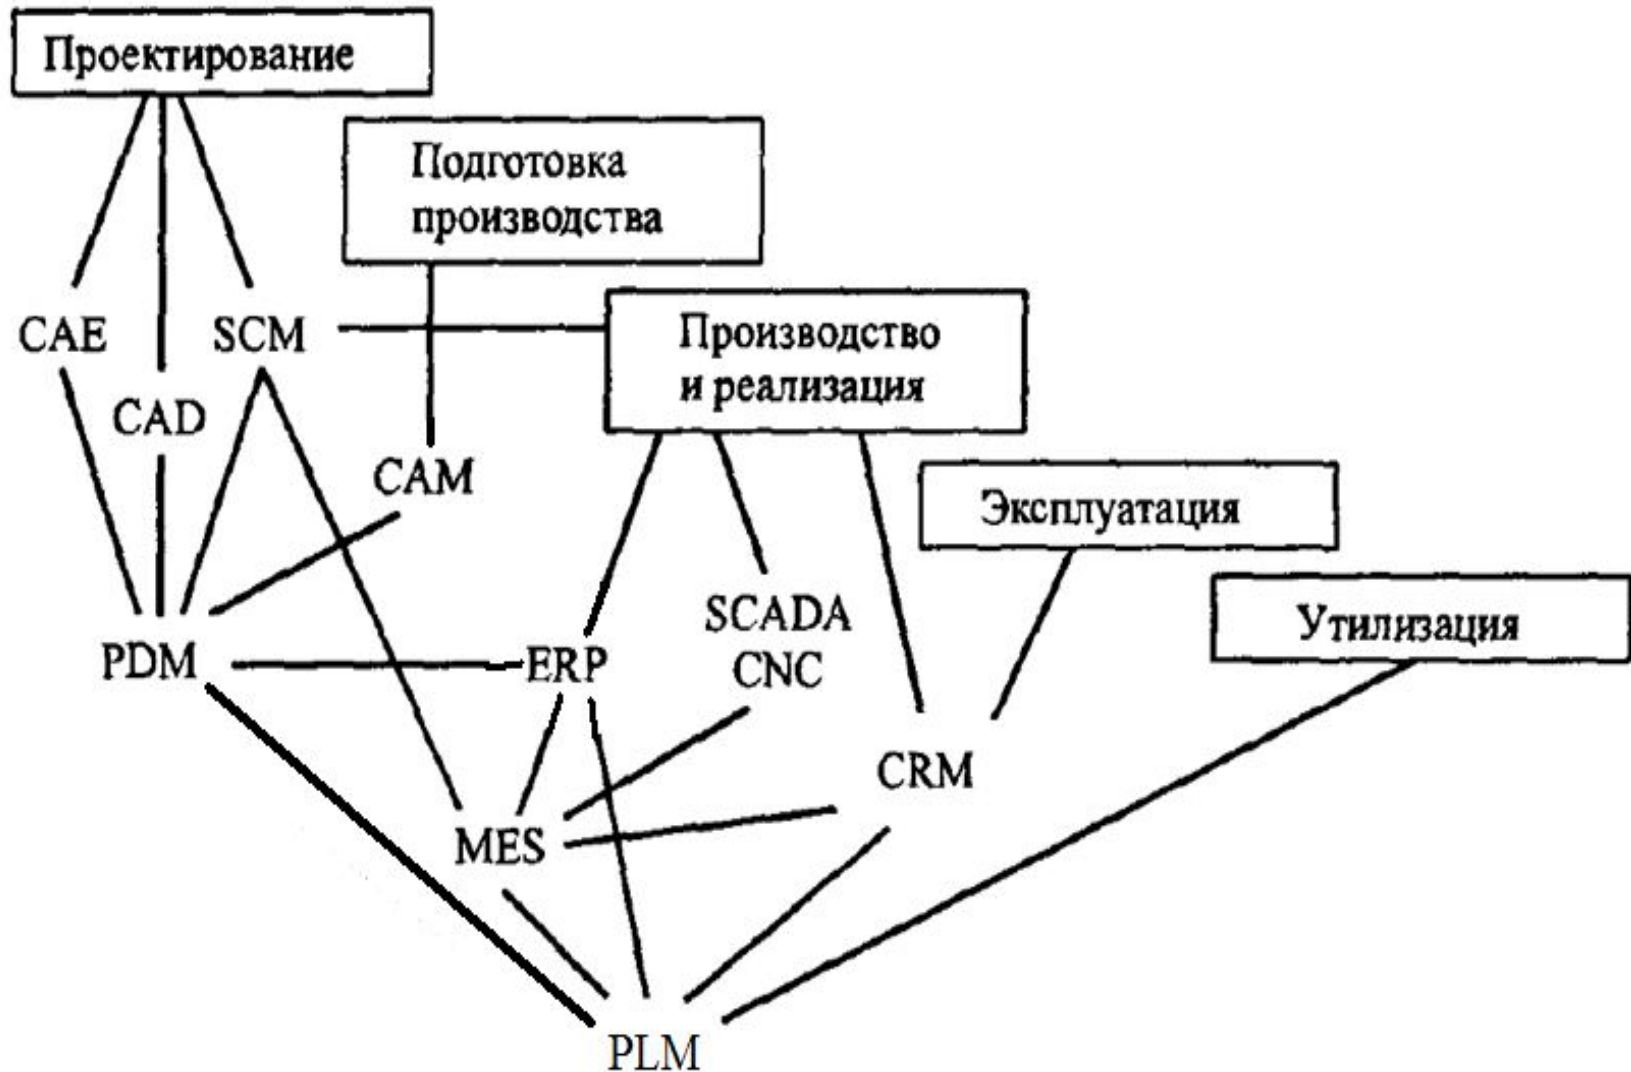 Проектирование
Подготовка
производства
CAE
SCM
Производство
и реализация
CAD
CAM
Эксплуатация
SCADA
CNC
Утилизация
PDM
ERP
CRM
MES
PLM